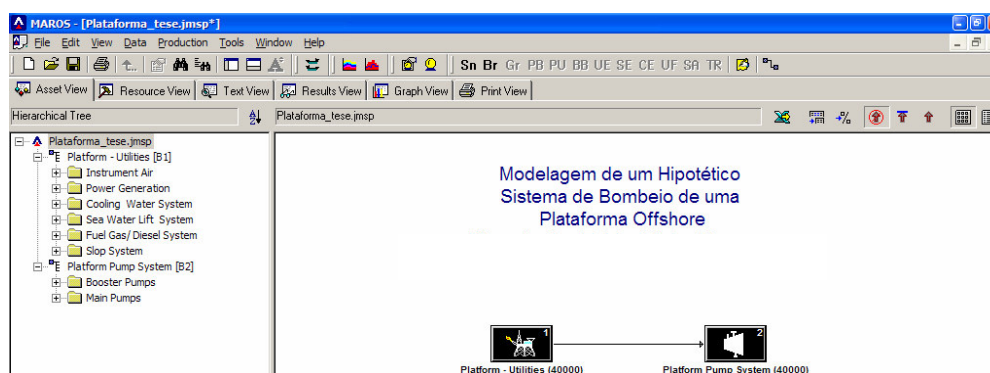 MAROS - [Plataforma_tese.jmsp*]
File Edit View Data Production Tools Window Help
Sn Br Gr PB PU BB UE SE CE UF SA TR
Asset View Resource View Text View Results View Graph View Print View
Hierarchical Tree Plataforma_tese.jmsp
Plataforma_tese.jmsp
Platform - Utilities [B1]
Instrument Air
Power Generation
Cooling Water System
Sea Water Lift System
Fuel Gas/ Diesel System
Slop System
Platform Pump System [B2]
Booster Pumps
Main Pumps
Modelagem de um Hipotético
Sistema de Bombeio de uma
Plataforma Offshore
1 2
Platform - Utilities (40000) Platform Pump System (40000)